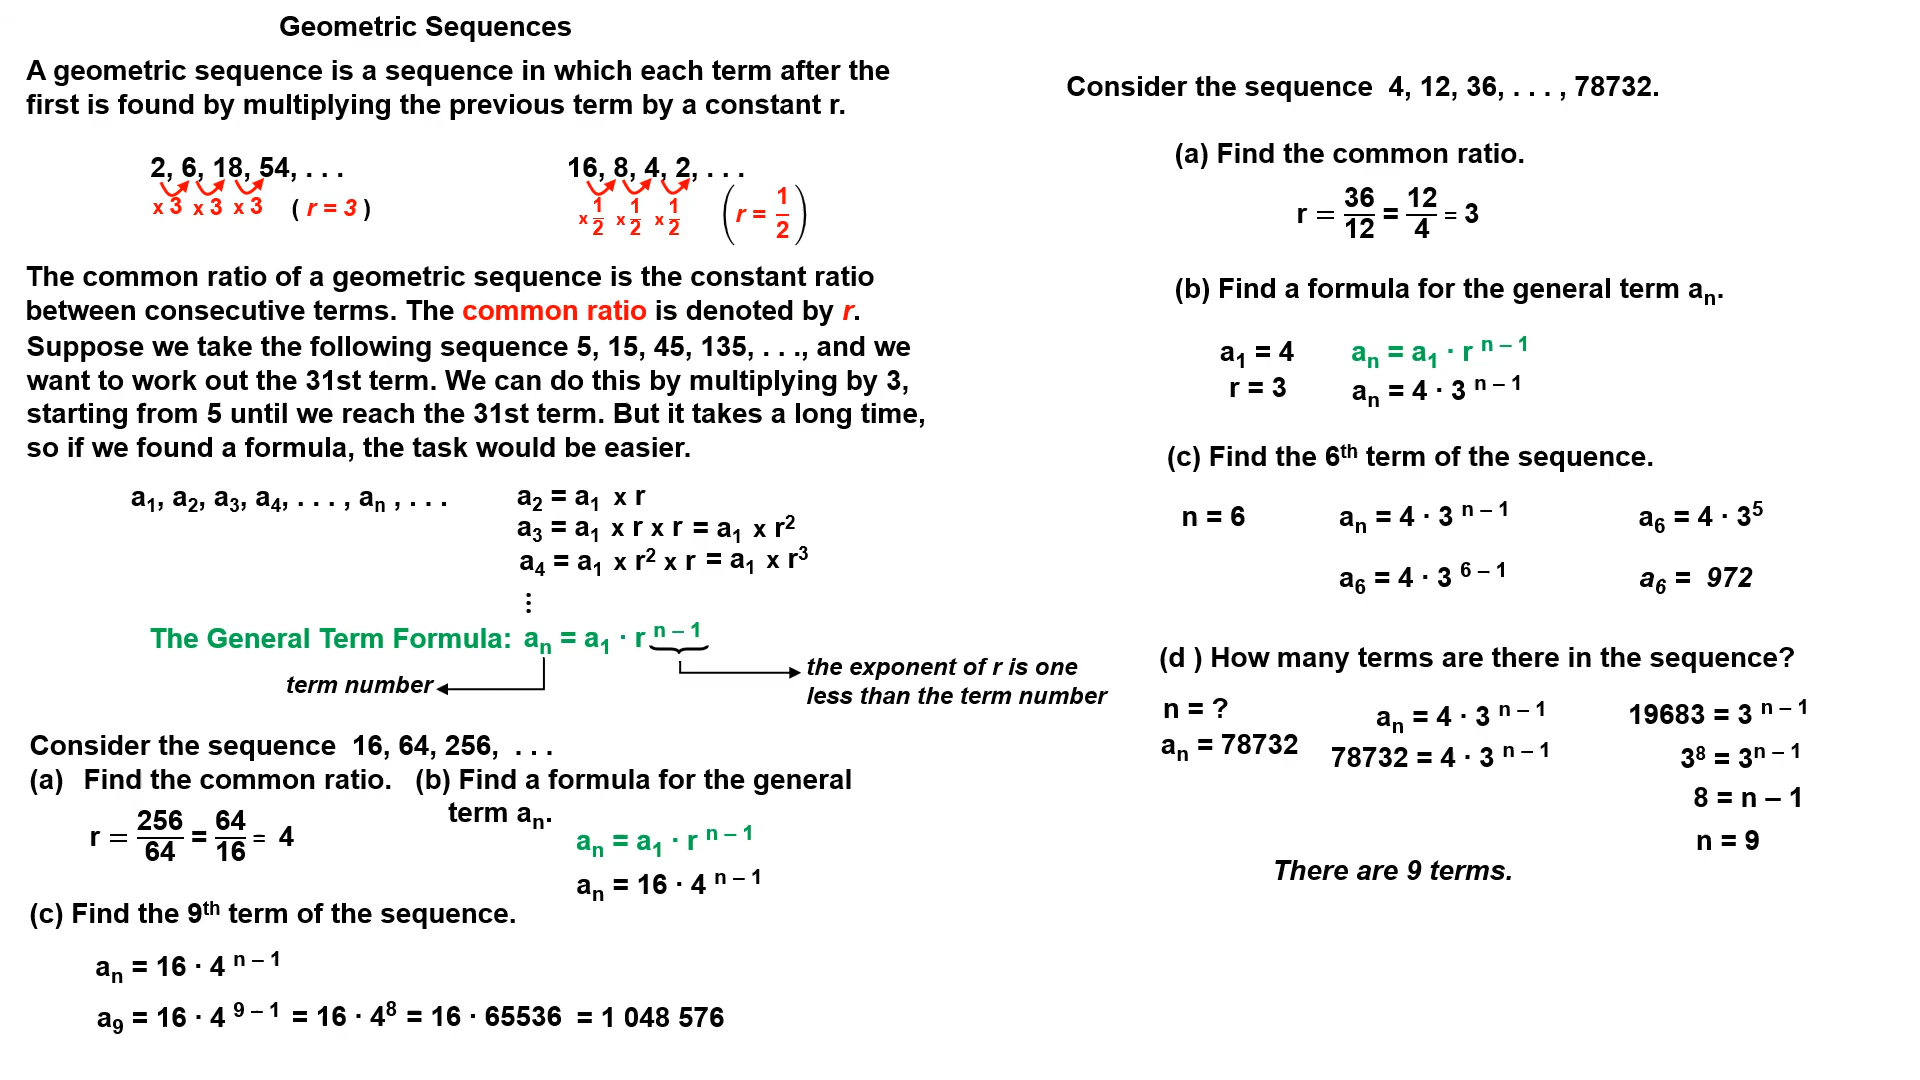 Geometric Sequences
A geometric sequence is a sequence in which each term after the
first is found by multiplying the previous term by a constant r.
2, 6, 18, 54, . . .
x 3 x 3 x 3 ( r = 3 )
16, 8, 4, 2, . . .
x 1/2 x 1/2 x 1/2 (r = 1/2)
The common ratio of a geometric sequence is the constant ratio
between consecutive terms. The common ratio is denoted by r.
Suppose we take the following sequence 5, 15, 45, 135, . . ., and we
want to work out the 31st term. We can do this by multiplying by 3,
starting from 5 until we reach the 31st term. But it takes a long time,
so if we found a formula, the task would be easier.
a₁, a₂, a₃, a₄, . . . , aₙ , . . .
a₂ = a₁ x r
a₃ = a₁ x r x r = a₁ x r²
a₄ = a₁ x r² x r = a₁ x r³
⋮
The General Term Formula: aₙ = a₁ · r ⁿ⁻¹
term number
the exponent of r is one
less than the term number
Consider the sequence 16, 64, 256, . . .
(a) Find the common ratio.
r = 256/64 = 64/16 = 4
(b) Find a formula for the general
term aₙ.
aₙ = a₁ · r ⁿ⁻¹
aₙ = 16 · 4 ⁿ⁻¹
(c) Find the 9ᵗʰ term of the sequence.
aₙ = 16 · 4 ⁿ⁻¹
a₉ = 16 · 4 ⁹⁻¹ = 16 · 4⁸ = 16 · 65536 = 1 048 576
Consider the sequence 4, 12, 36, . . . , 78732.
(a) Find the common ratio.
r = 36/12 = 12/4 = 3
(b) Find a formula for the general term aₙ.
a₁ = 4
r = 3
aₙ = a₁ · r ⁿ⁻¹
aₙ = 4 · 3 ⁿ⁻¹
(c) Find the 6ᵗʰ term of the sequence.
n = 6
aₙ = 4 · 3 ⁿ⁻¹
a₆ = 4 · 3 ⁶⁻¹
a₆ = 4 · 3⁵
a₆ = 972
(d ) How many terms are there in the sequence?
n = ?
aₙ = 78732
aₙ = 4 · 3 ⁿ⁻¹
78732 = 4 · 3 ⁿ⁻¹
19683 = 3 ⁿ⁻¹
3⁸ = 3ⁿ⁻¹
8 = n – 1
n = 9
There are 9 terms.